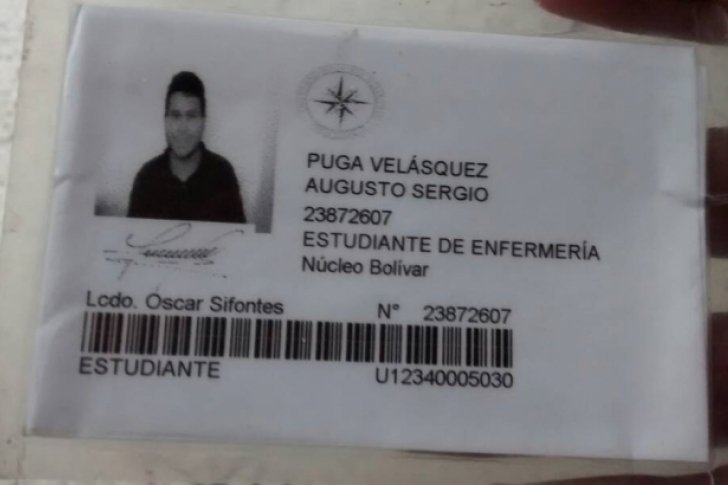 PUGA VELÁSQUEZ
AUGUSTO SERGIO
23872607
ESTUDIANTE DE ENFERMERÍA
Núcleo Bolívar
Lcdo. Óscar Sifontes N° 23872607
ESTUDIANTE U12340005030